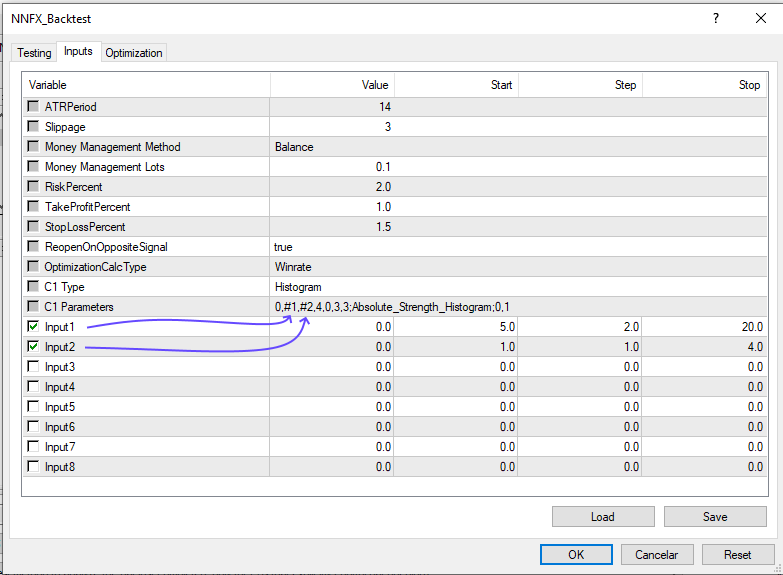 NNFX_Backtest
Testing Inputs Optimization
Variable Value Start Step Stop
ATRPeriod 14
Slippage 3
Money Management Method Balance
Money Management Lots 0.1
RiskPercent 2.0
TakeProfitPercent 1.0
StopLossPercent 1.5
ReopenOnOppositeSignal true
OptimizationCalcType Winrate
C1 Type Histogram
C1 Parameters 0,#1,#2,4,0,3,3;Absolute_Strength_Histogram;0,1
Input1 0.0 5.0 2.0 20.0
Input2 0.0 1.0 1.0 4.0
Input3 0.0 0.0 0.0 0.0
Input4 0.0 0.0 0.0 0.0
Input5 0.0 0.0 0.0 0.0
Input6 0.0 0.0 0.0 0.0
Input7 0.0 0.0 0.0 0.0
Input8 0.0 0.0 0.0 0.0
Load Save
OK Cancelar Reset